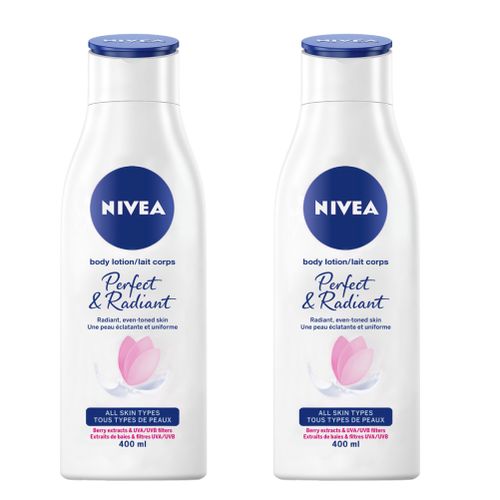 NIVEA
body lotion/lait corps
Perfect
& Radiant
Radiant, even-toned skin
Une peau éclatante et uniforme
ALL SKIN TYPES
TOUS TYPES DE PEAUX
Berry extracts & UVA/UVB filters
Extraits de baies & filtres UVA/UVB
400 ml
NIVEA
body lotion/lait corps
Perfect
& Radiant
Radiant, even-toned skin
Une peau éclatante et uniforme
ALL SKIN TYPES
TOUS TYPES DE PEAUX
Berry extracts & UVA/UVB filters
Extraits de baies & filtres UVA/UVB
400 ml